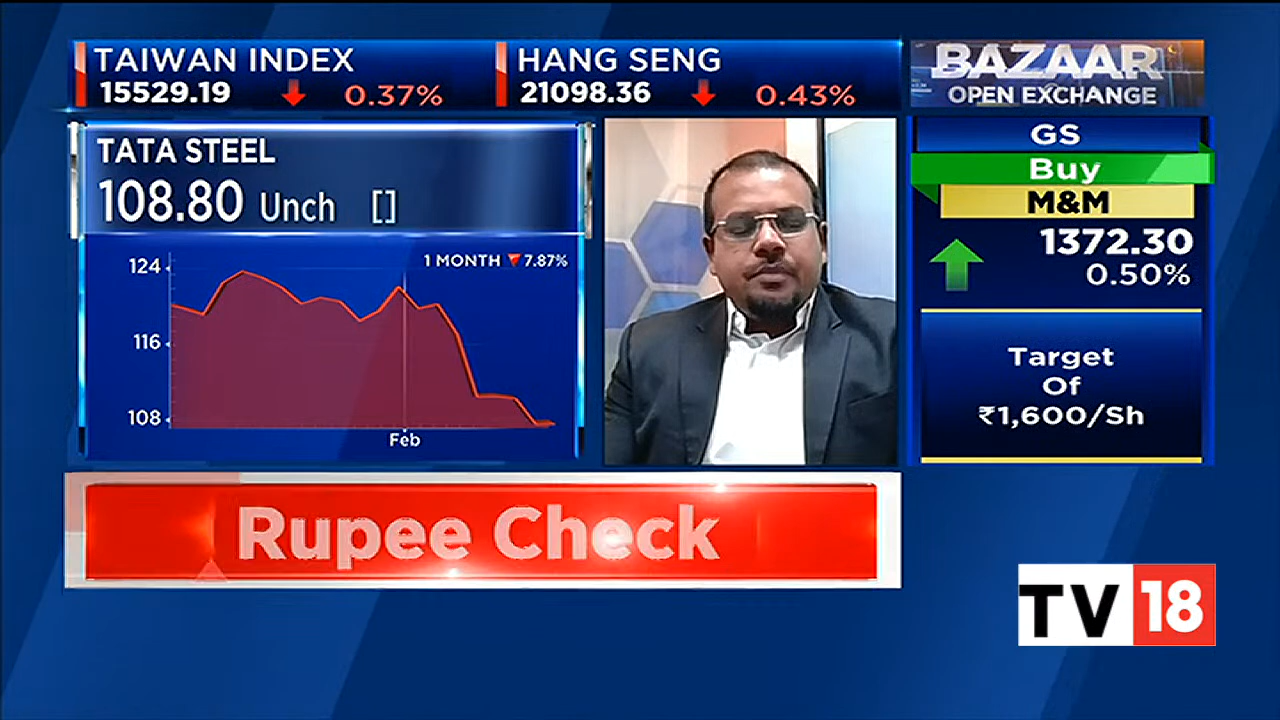 TAIWAN INDEX
15529.19 0.37%
HANG SENG
21098.36 0.43%
BAZAAR
OPEN EXCHANGE
TATA STEEL
108.80 Unch []
1 MONTH ▼7.87%
124
116
108
Feb
GS
Buy
M&M
1372.30
0.50%
Target
Of
₹1,600/Sh
Rupee Check
TV18